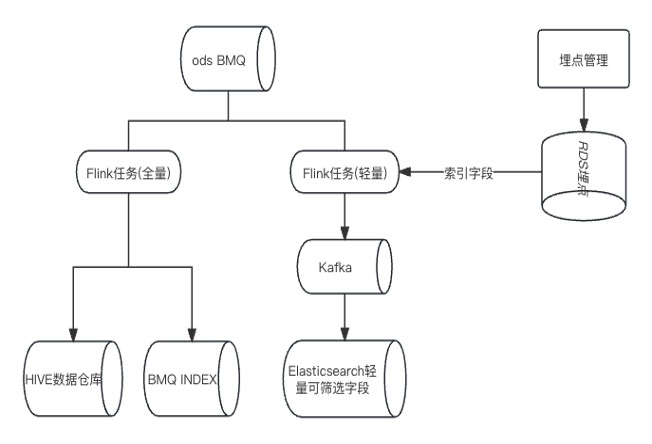 ods BMQ
埋点管理
Flink任务(全量)
Flink任务(轻量)
索引字段
RDS埋点
Kafka
HIVE数据仓库
BMQ INDEX
Elasticsearch轻
量可筛选字段